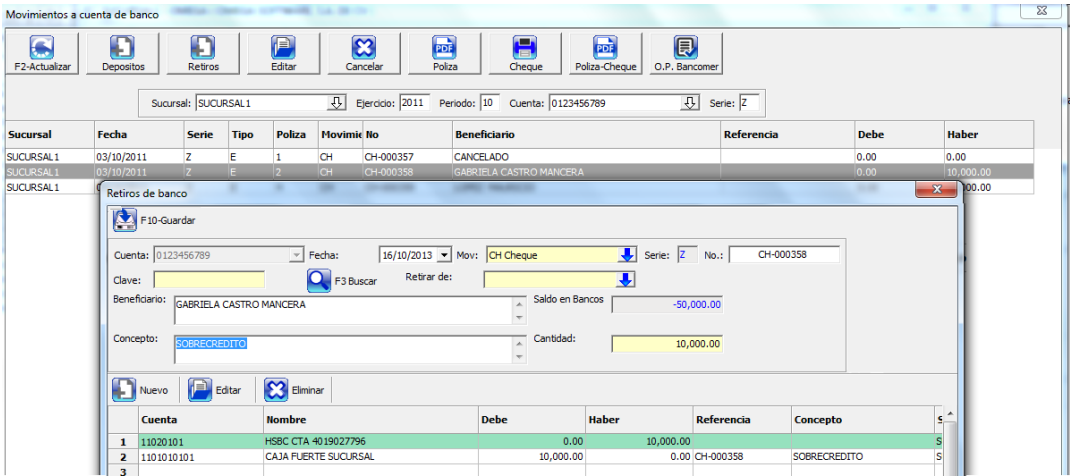 Movimientos a cuenta de banco
F2-Actualizar Depositos Retiros Editar Cancelar Poliza Cheque Poliza-Cheque O.P. Bancomer
PDF PDF
Sucursal: SUCURSAL1 Ejercicio: 2011 Periodo: 10 Cuenta: 0123456789 Serie: Z
Sucursal Fecha Serie Tipo Poliza Movimie No Beneficiario Referencia Debe Haber
SUCURSAL1 03/10/2011 Z E 1 CH CH-000357 CANCELADO 0.00 0.00
SUCURSAL1 03/10/2011 Z E 2 CH CH-000358 GABRIELA CASTRO MANCERA 0.00 10,000.00
SUCURSAL1
Retiros de banco
F10-Guardar
Cuenta: 0123456789 Fecha: 16/10/2013 Mov: CH Cheque Serie: Z No.: CH-000358
Clave: F3 Buscar Retirar de:
Beneficiario: GABRIELA CASTRO MANCERA Saldo en Bancos -50,000.00
Concepto: SOBRECREDITO Cantidad: 10,000.00
Nuevo Editar Eliminar
Cuenta Nombre Debe Haber Referencia Concepto
1 11020101 HSBC CTA 4019027796 0.00 10,000.00
2 1101010101 CAJA FUERTE SUCURSAL 10,000.00 0.00 CH-000358 SOBRECREDITO
3